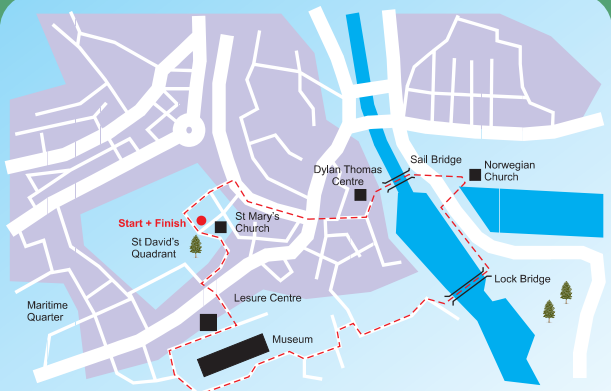 Sail Bridge
Dylan Thomas
Centre
Norwegian
Church
Start + Finish
St Mary's
Church
St David's
Quadrant
Lock Bridge
Maritime
Quarter
Lesure Centre
Museum